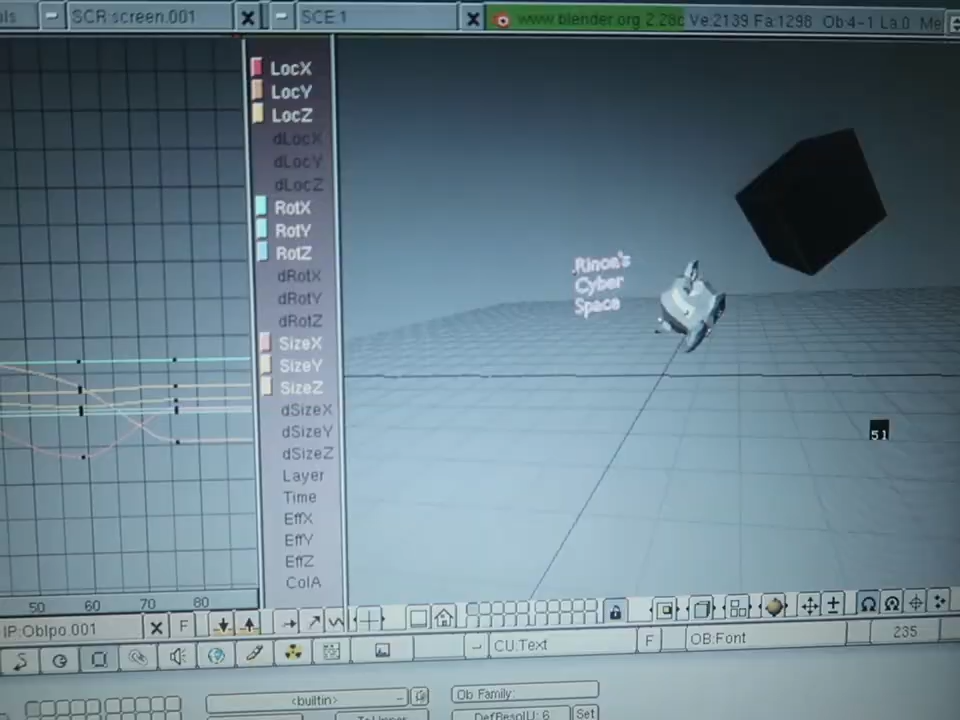 SCR:screen.001
SCE:1
www.blender.org 2.28c Ve:2139 Fa:1298 Ob:4-1 La:0 Me
LocX
LocY
LocZ
dLocX
dLocY
dLocZ
RotX
RotY
RotZ
dRotX
dRotY
dRotZ
SizeX
SizeY
SizeZ
dSizeX
dSizeY
dSizeZ
Layer
Time
EffX
EffY
EffZ
ColA
Rinoa's
Cyber
Space
51
50 60 70 80
IP:ObIpo.001
F
CU:Text
F
OB:Font
235
<builtin>
Ob Family:
DefResolU: 6
Set